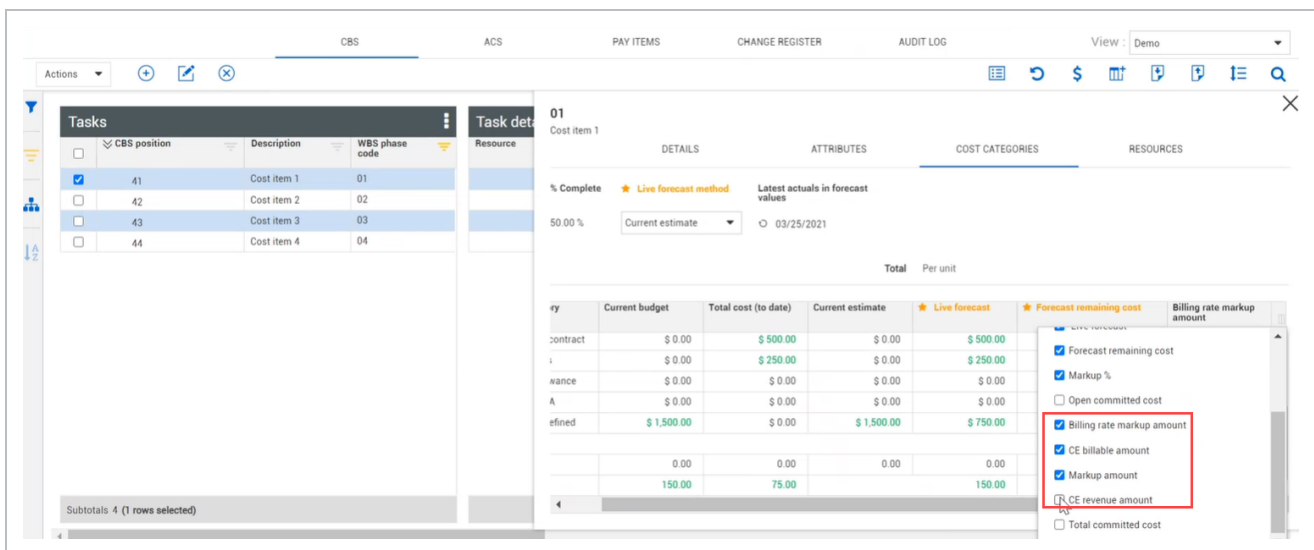 CBS ACS PAY ITEMS CHANGE REGISTER AUDIT LOG View : Demo
Actions
Tasks
CBS position Description WBS phase code
41 Cost item 1 01
42 Cost item 2 02
43 Cost item 3 03
44 Cost item 4 04
Subtotals 4 (1 rows selected)
Task deta
Resource
01
Cost item 1
DETAILS ATTRIBUTES COST CATEGORIES RESOURCES
% Complete Live forecast method Latest actuals in forecast values
50.00 % Current estimate 03/25/2021
Total Per unit
ry Current budget Total cost (to date) Current estimate Live forecast Forecast remaining cost Billing rate markup amount
contract $ 0.00 $ 500.00 $ 0.00 $ 500.00
$ 0.00 $ 250.00 $ 0.00 $ 250.00
wance $ 0.00 $ 0.00 $ 0.00 $ 0.00
A $ 0.00 $ 0.00 $ 0.00 $ 0.00
efined $ 1,500.00 $ 0.00 $ 1,500.00 $ 750.00
0.00 0.00 0.00 0.00
150.00 75.00 150.00
Forecast remaining cost
Markup %
Open committed cost
Billing rate markup amount
CE billable amount
Markup amount
CE revenue amount
Total committed cost